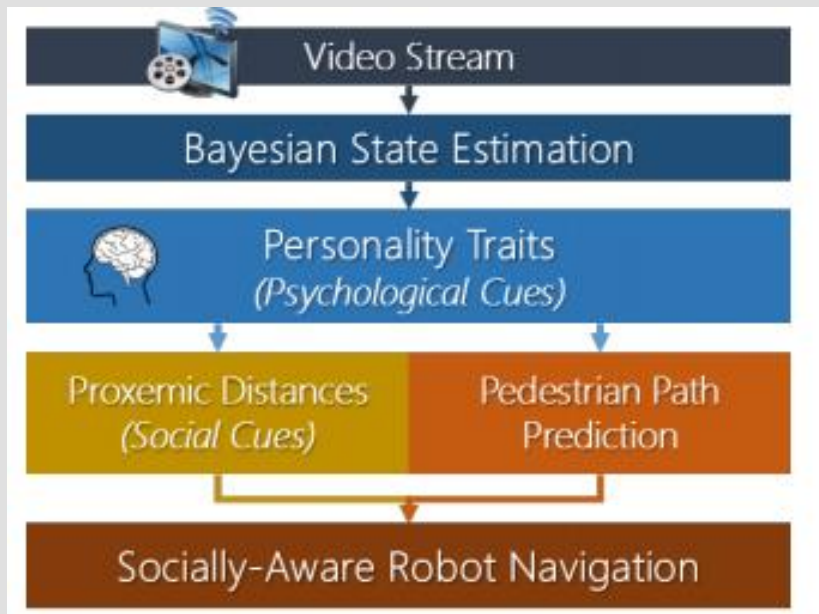 Video Stream
Bayesian State Estimation
Personality Traits
(Psychological Cues)
Proxemic Distances
(Social Cues)
Pedestrian Path
Prediction
Socially-Aware Robot Navigation